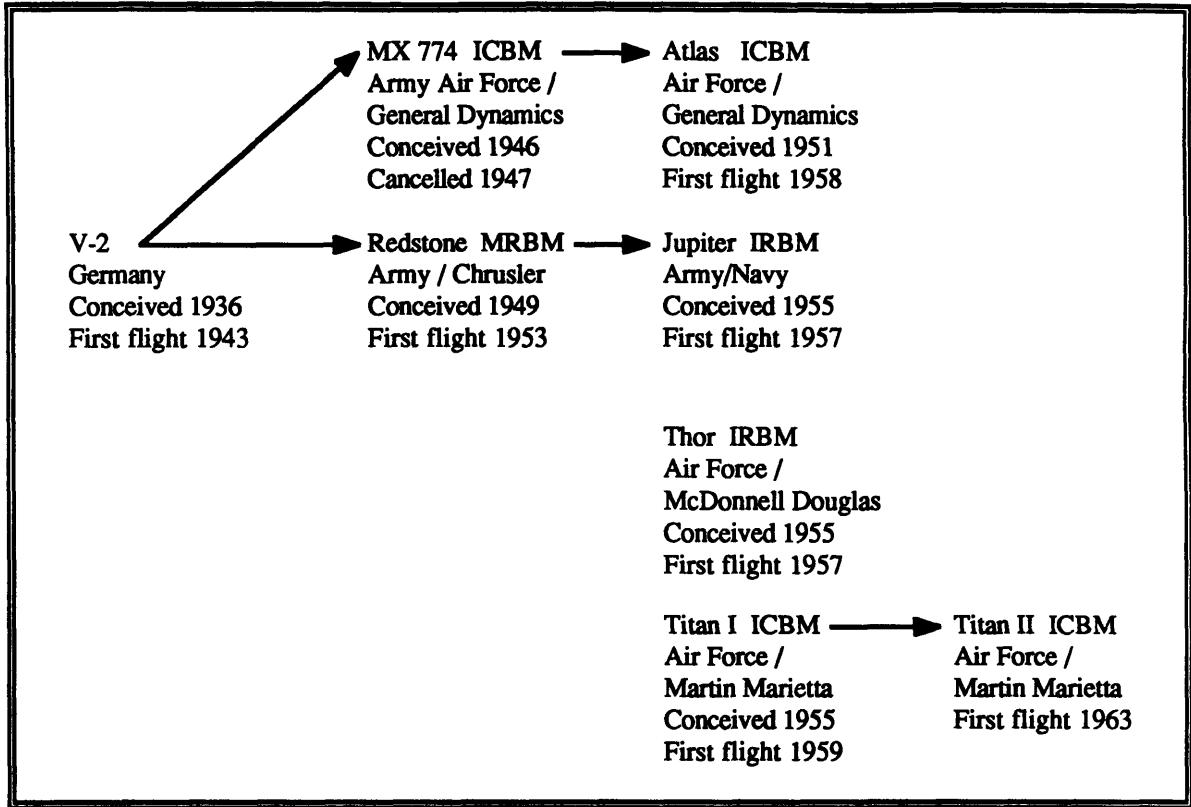 MX 774 ICBM
Army Air Force /
General Dynamics
Conceived 1946
Cancelled 1947
Atlas ICBM
Air Force /
General Dynamics
Conceived 1951
First flight 1958
V-2
Germany
Conceived 1936
First flight 1943
Redstone MRBM
Army / Chrusler
Conceived 1949
First flight 1953
Jupiter IRBM
Army/Navy
Conceived 1955
First flight 1957
Thor IRBM
Air Force /
McDonnell Douglas
Conceived 1955
First flight 1957
Titan I ICBM
Air Force /
Martin Marietta
Conceived 1955
First flight 1959
Titan II ICBM
Air Force /
Martin Marietta
First flight 1963